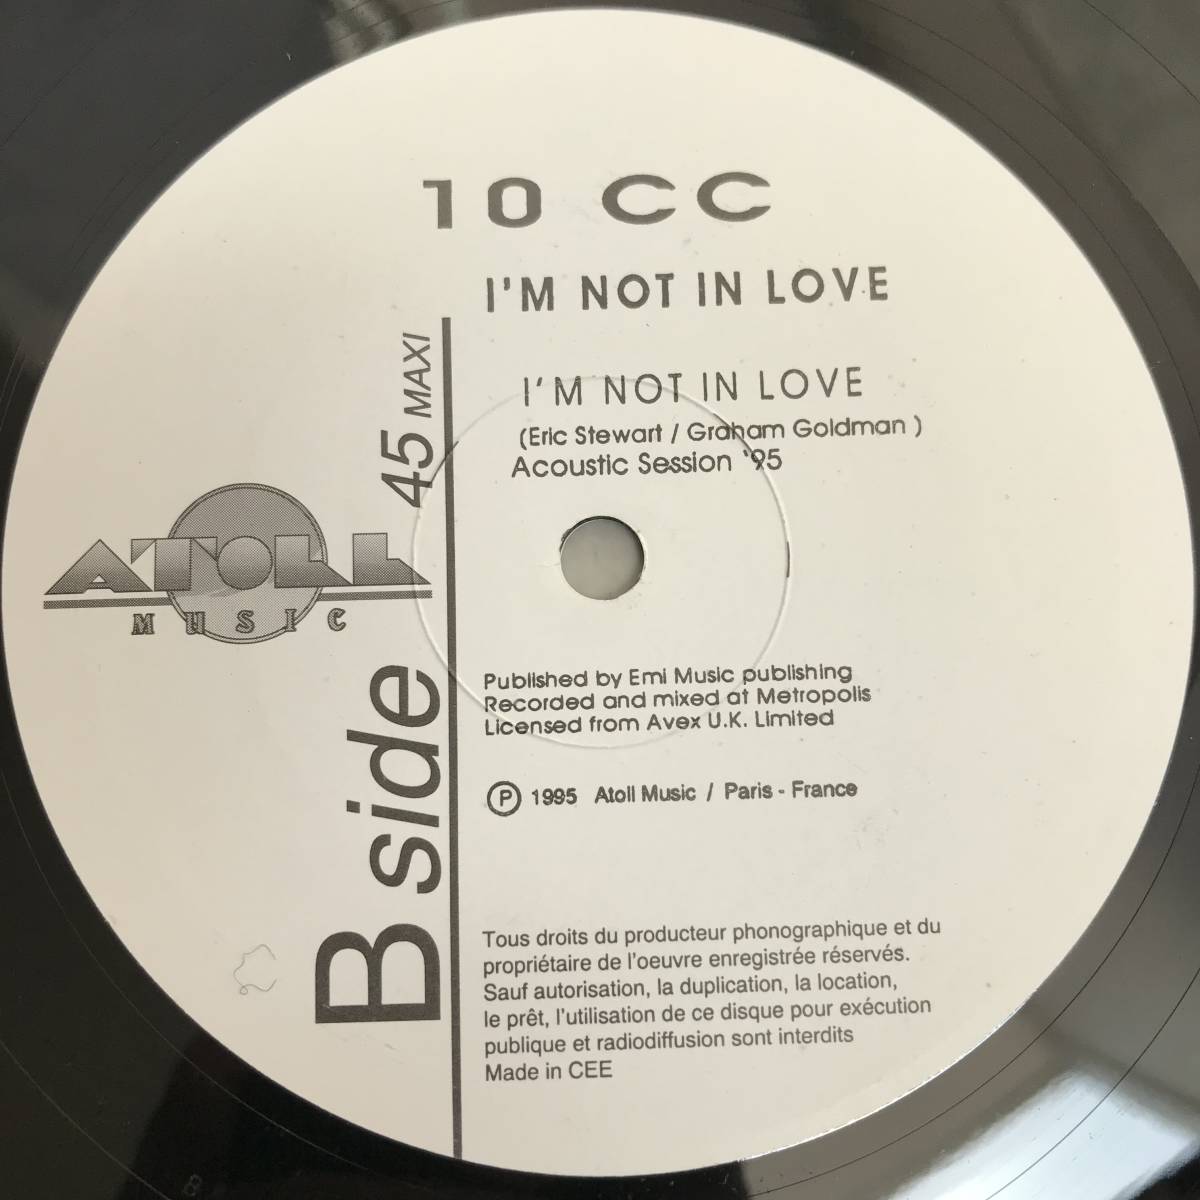 10 CC
I'M NOT IN LOVE
I'M NOT IN LOVE
(Eric Stewart / Graham Goldman )
Acoustic Session '95
45 MAXI
ATOLL
MUSIC
B side
Published by Emi Music publishing
Recorded and mixed at Metropolis
Licensed from Avex U.K. Limited
Ⓟ 1995 Atoll Music / Paris - France
Tous droits du producteur phonographique et du
propriétaire de l'oeuvre enregistrée réservés.
Sauf autorisation, la duplication, la location,
le prêt, l'utilisation de ce disque pour exécution
publique et radiodiffusion sont interdits
Made in CEE